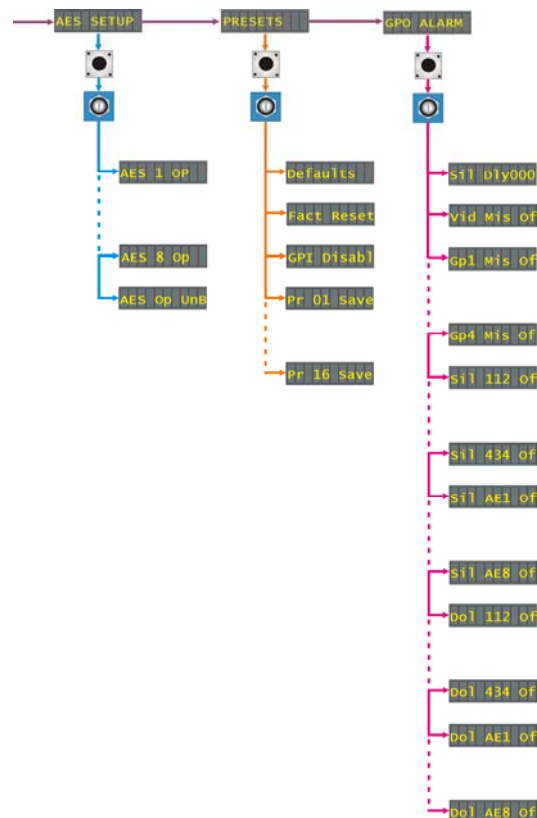 AES SETUP
PRESETS
GPO ALARM
AES 1 OP
AES 8 Op
AES Op UnB
Defaults
Fact Reset
GPI Disabl
Pr 01 Save
Pr 16 Save
Sil Dly000
Vid Mis Of
Gp1 Mis Of
Gp4 Mis Of
Sil 112 Of
Sil 434 Of
Sil AE1 Of
Sil AE8 Of
Dol 112 Of
Dol 434 Of
Dol AE1 Of
Dol AE8 Of